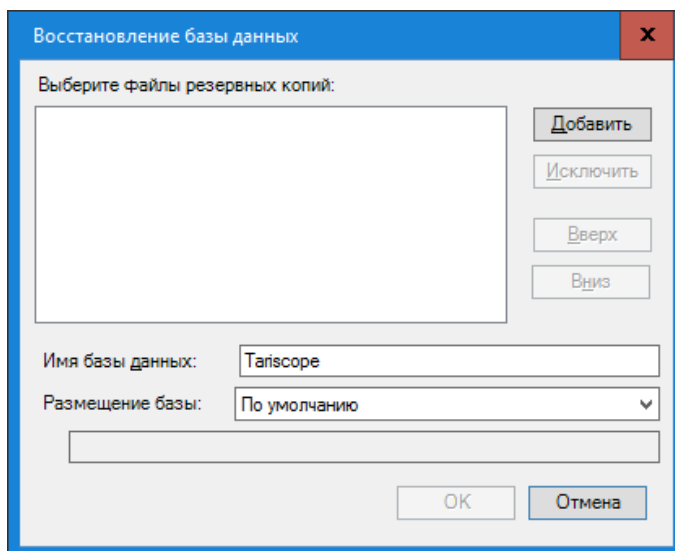 Восстановление базы данных
x
Выберите файлы резервных копий:
Добавить
Исключить
Вверх
Вниз
Имя базы данных: Tariscope
Размещение базы: По умолчанию
OK Отмена